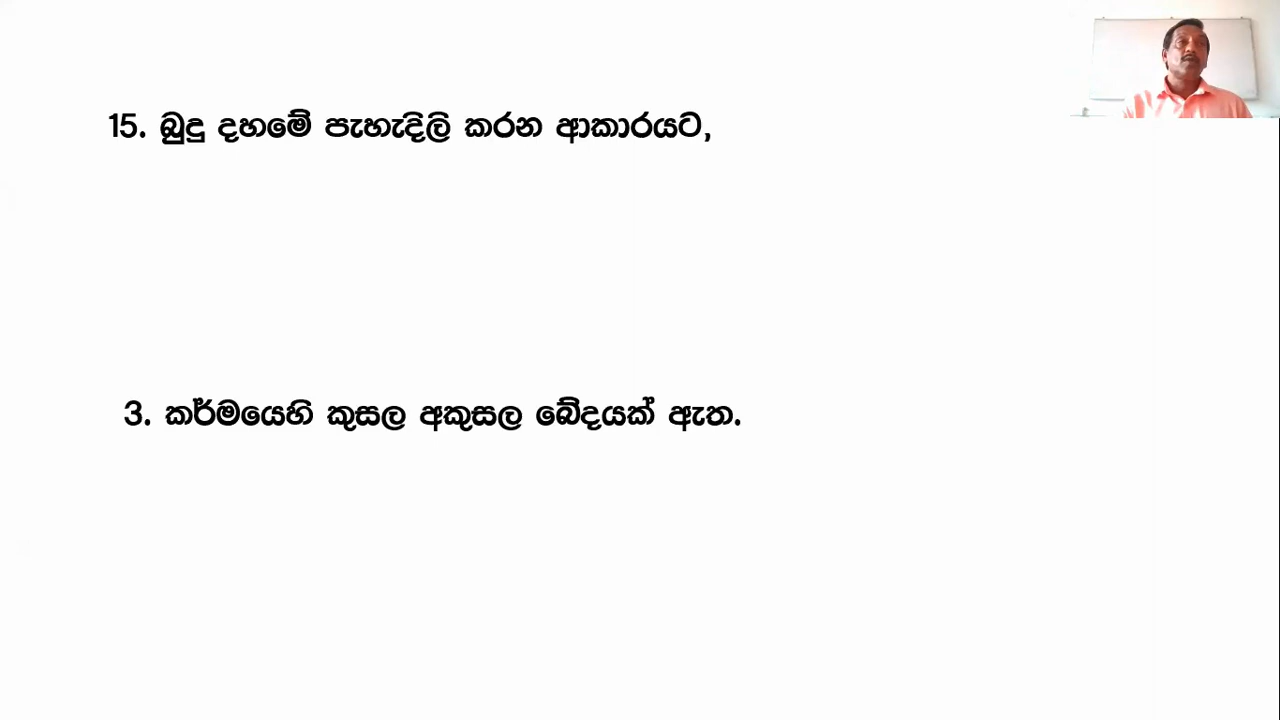 15. බුදු දහමේ පැහැදිලි කරන ආකාරයට,
3. කර්මයෙහි කුසල අකුසල බේදයක් ඇත.